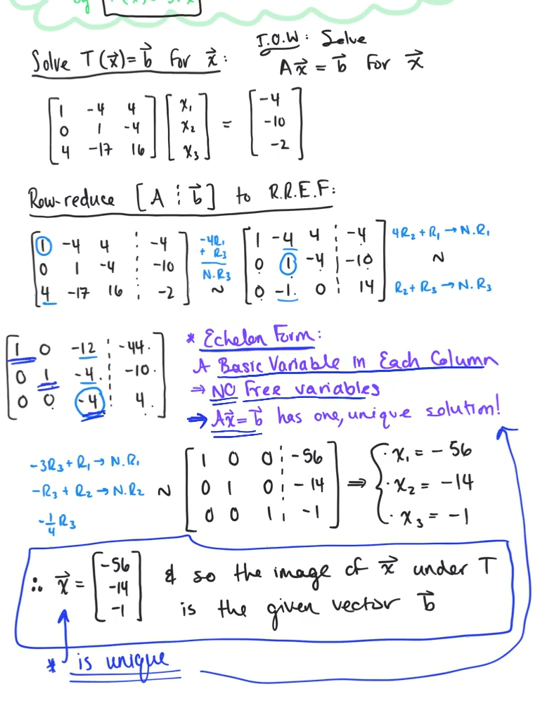 by T(x) = Ax
Solve T(x⃗)=b⃗ for x⃗:
I.O.W: Solve
Ax⃗ = b⃗ for x⃗
[1 -4 4; 0 1 -4; 4 -17 16] [x₁; x₂; x₃] = [-4; -10; -2]
Row-reduce [A ¦ b⃗] to R.R.E.F:
[1 -4 4 ¦ -4; 0 1 -4 ¦ -10; 4 -17 16 ¦ -2] -4R₁ + R₃ N.R₃ ~ [1 -4 4 ¦ -4; 0 1 -4 ¦ -10; 0 -1 0 ¦ 14] 4R₂+R₁→N.R₁ ~ R₂+R₃→N.R₃
[1 0 -12 ¦ -44; 0 1 -4 ¦ -10; 0 0 -4 ¦ 4]
* Echelon Form:
A Basic Variable in Each Column
⇒ NO Free variables
→ Ax⃗=b⃗ has one, unique solution!
-3R₃+R₁→N.R₁
-R₃+R₂→N.R₂ ~
-¼R₃
[1 0 0 ¦ -56; 0 1 0 ¦ -14; 0 0 1 ¦ -1] ⇒ { · x₁ = -56
· x₂ = -14
· x₃ = -1
∴ x⃗ = [-56; -14; -1] & so the image of x⃗ under T
is the given vector b⃗
* is unique